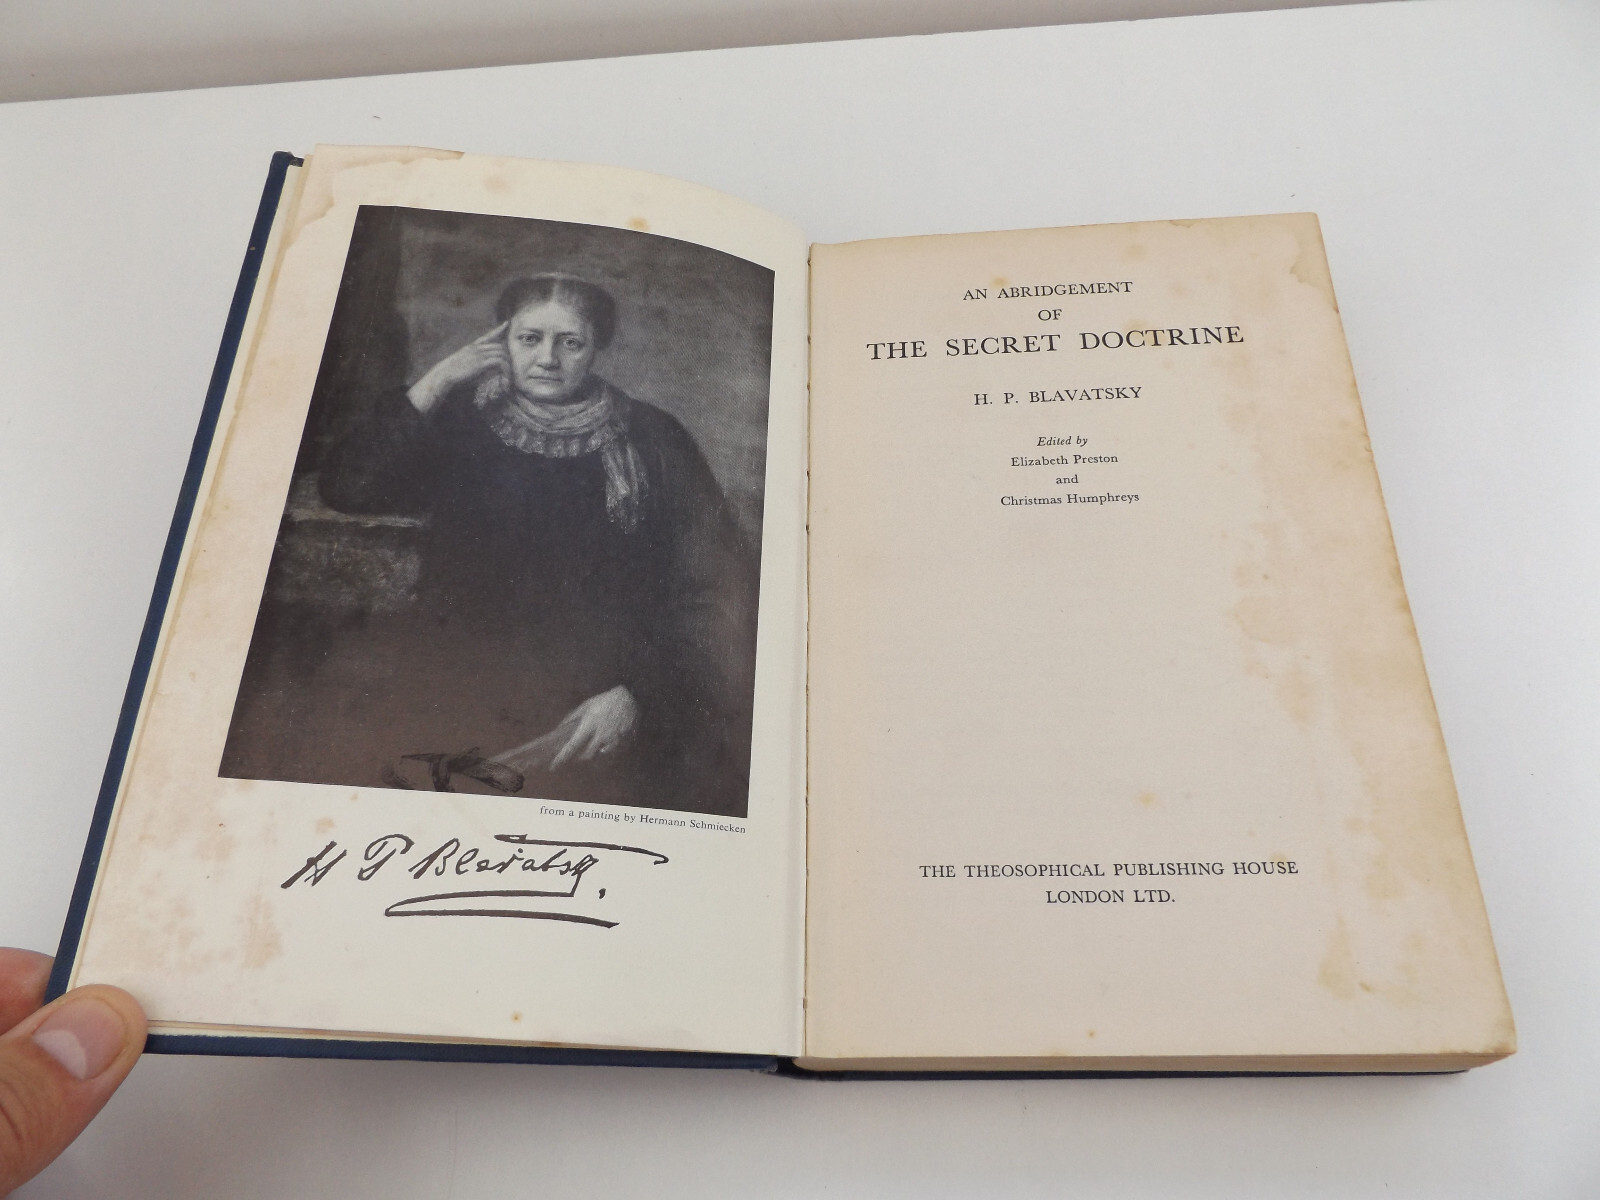 from a painting by Hermann Schmiecken
H P Blavatsky.
AN ABRIDGEMENT
OF
THE SECRET DOCTRINE
H. P. BLAVATSKY
Edited by
Elizabeth Preston
and
Christmas Humphreys
THE THEOSOPHICAL PUBLISHING HOUSE
LONDON LTD.